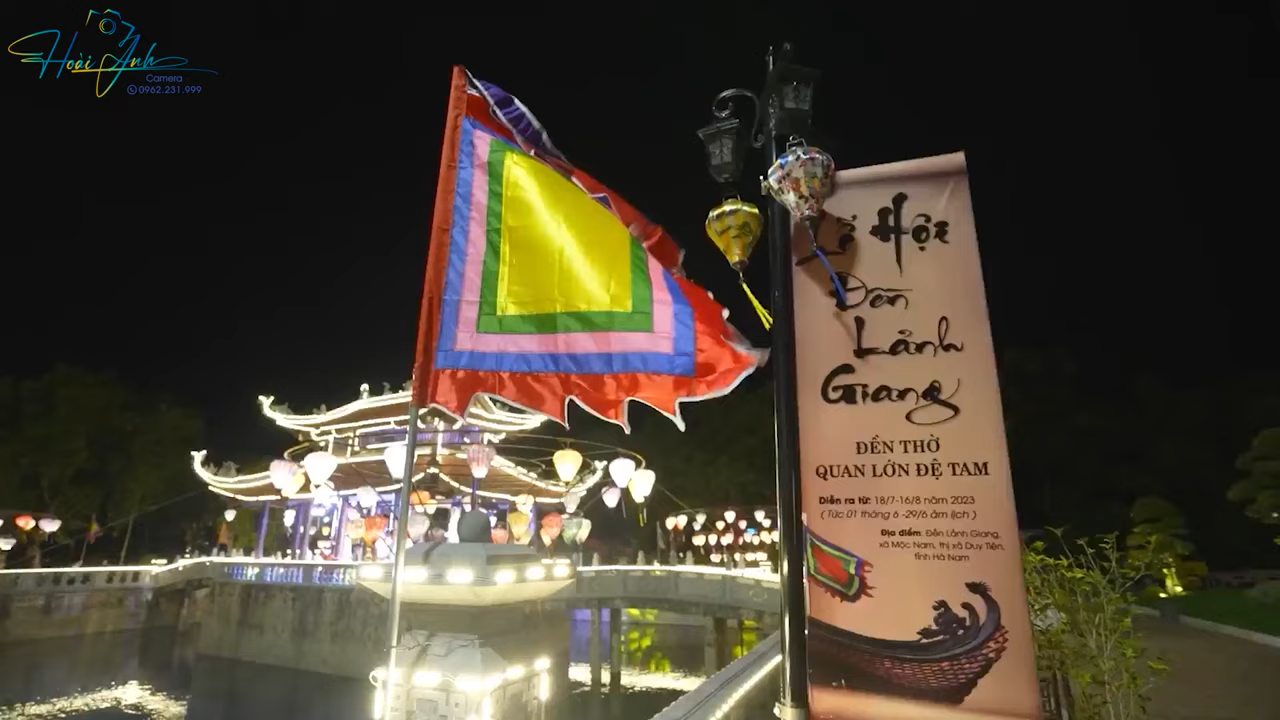 Hoài Anh
Camera
0962.231.999
Lễ Hội
Đền
Lảnh
Giang
ĐỀN THỜ
QUAN LỚN ĐỆ TAM
Diễn ra từ: 18/7-16/8 năm 2023
( Tức 01 tháng 6 -29/6 âm lịch )
Địa điểm: Đền Lảnh Giang,
xã Mộc Nam, thị xã Duy Tiên,
tỉnh Hà Nam